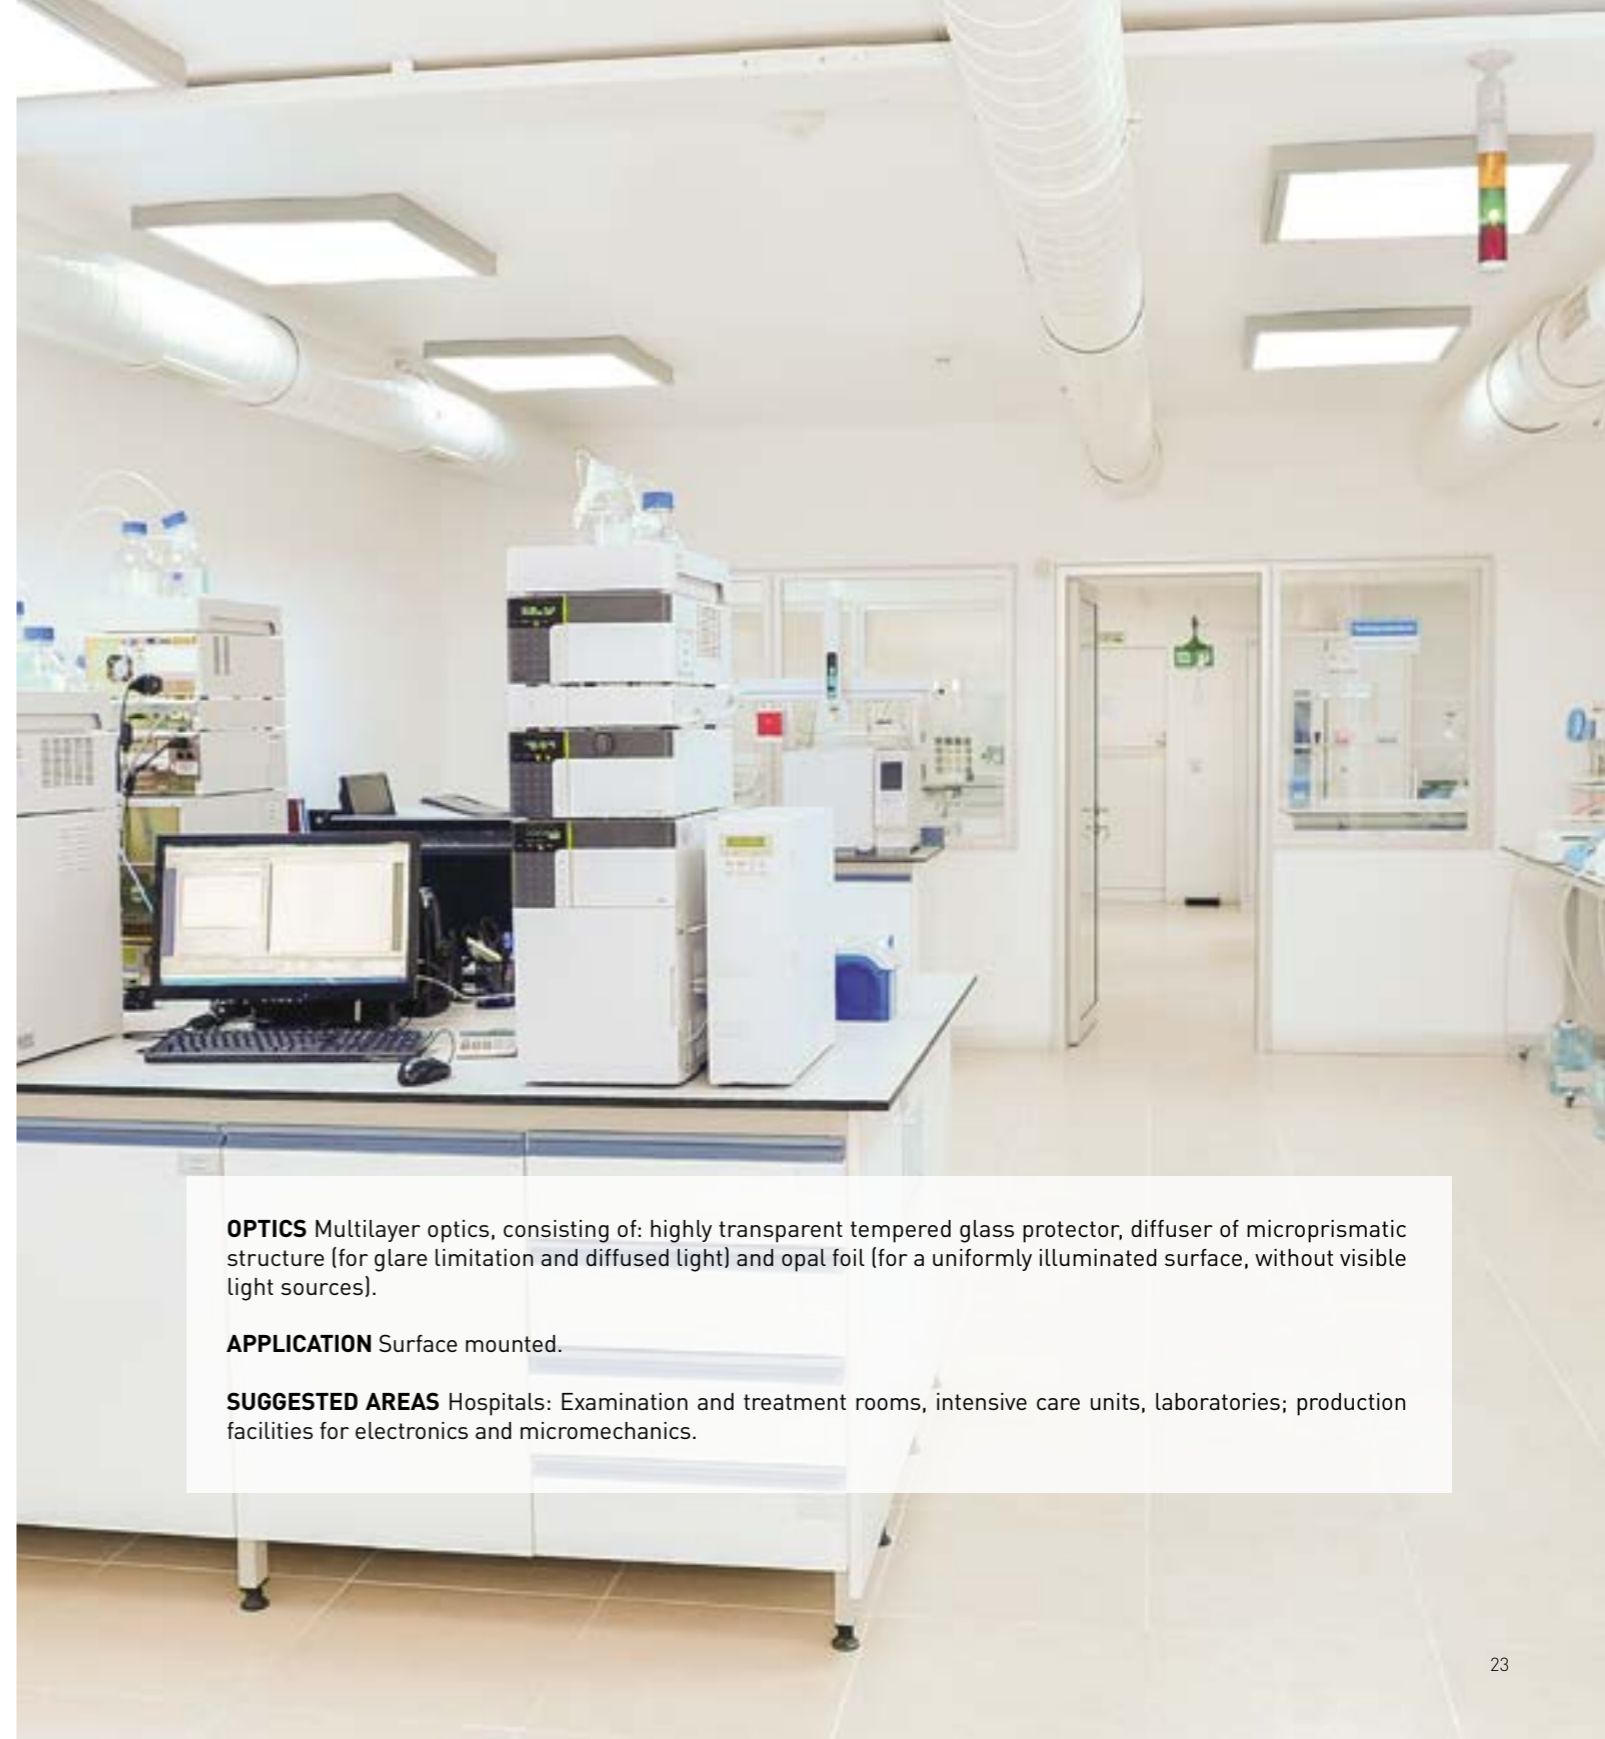 OPTICS Multilayer optics, consisting of: highly transparent tempered glass protector, diffuser of microprismatic
structure (for glare limitation and diffused light) and opal foil (for a uniformly illuminated surface, without visible
light sources).
APPLICATION Surface mounted.
SUGGESTED AREAS Hospitals: Examination and treatment rooms, intensive care units, laboratories; production
facilities for electronics and micromechanics.
23